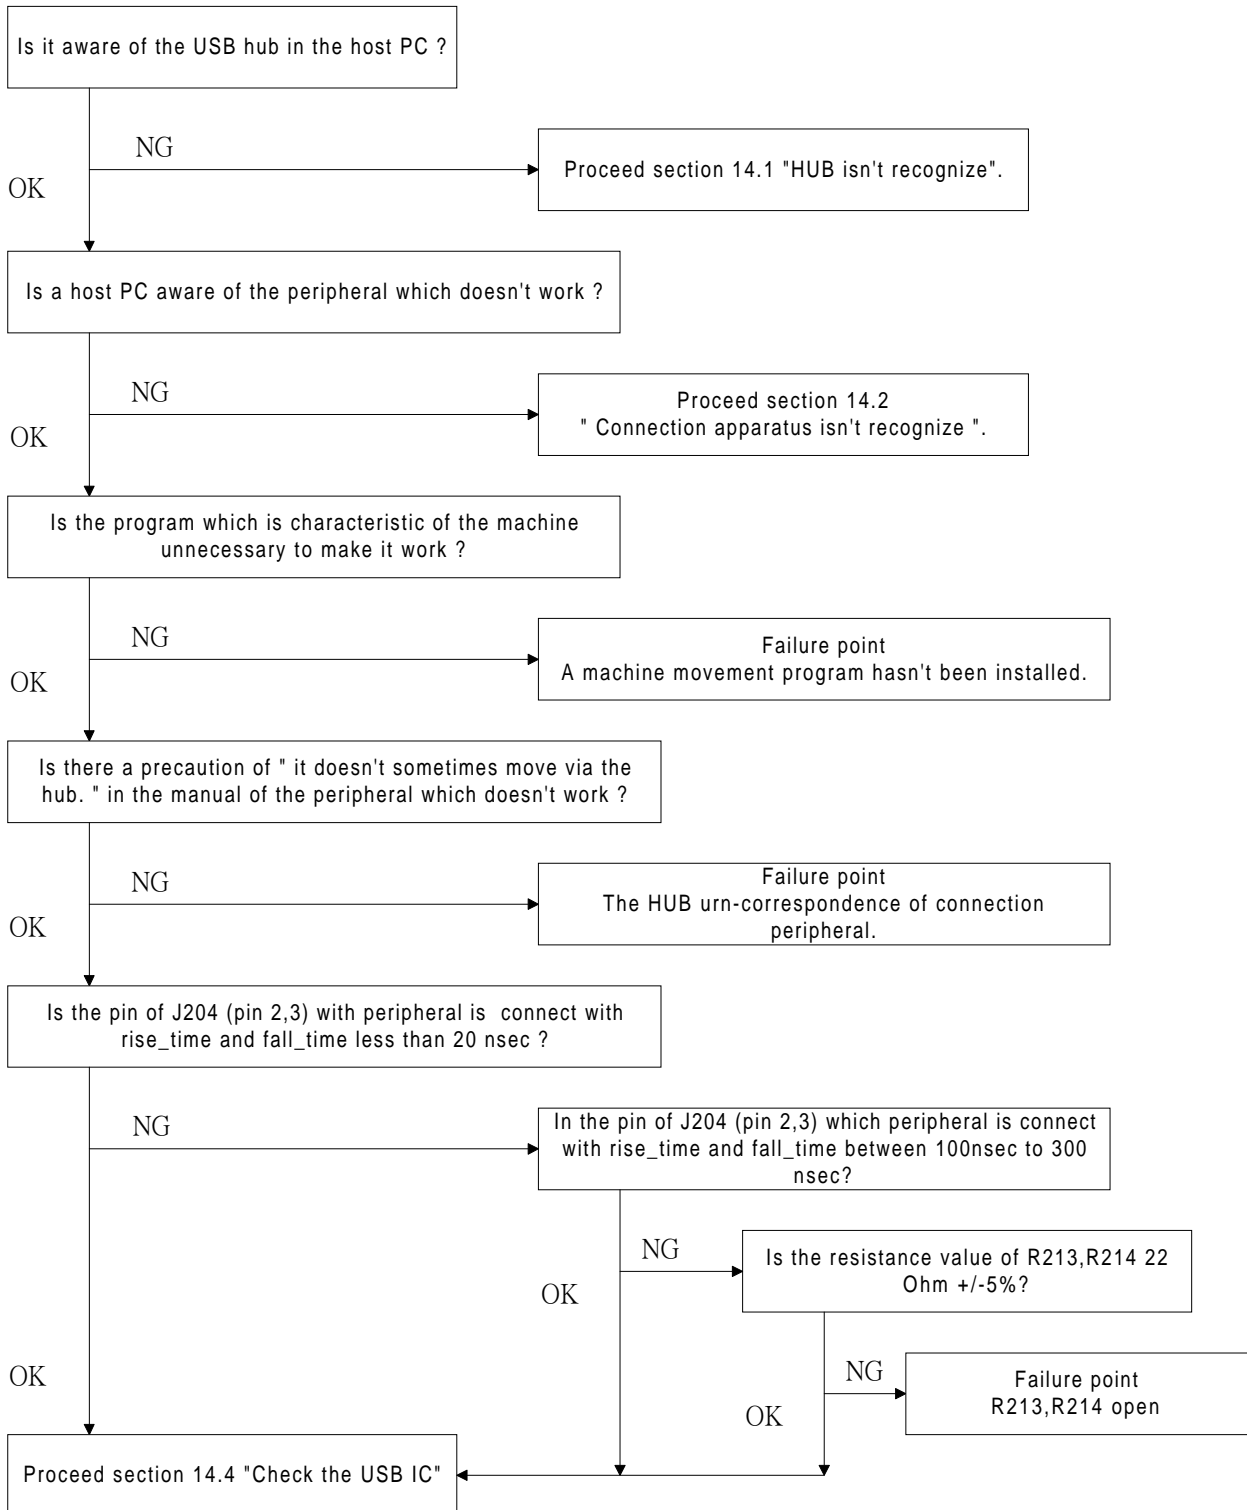 Is it aware of the USB hub in the host PC ?
NG
Proceed section 14.1 "HUB isn't recognize".
OK
Is a host PC aware of the peripheral which doesn't work ?
NG
Proceed section 14.2
" Connection apparatus isn't recognize ".
OK
Is the program which is characteristic of the machine
unnecessary to make it work ?
NG
Failure point
A machine movement program hasn't been installed.
OK
Is there a precaution of " it doesn't sometimes move via the
hub. " in the manual of the peripheral which doesn't work ?
NG
Failure point
The HUB urn-correspondence of connection
peripheral.
OK
Is the pin of J204 (pin 2,3) with peripheral is connect with
rise_time and fall_time less than 20 nsec ?
NG
In the pin of J204 (pin 2,3) which peripheral is connect
with rise_time and fall_time between 100nsec to 300
nsec?
NG
Is the resistance value of R213,R214 22
Ohm +/-5%?
OK
OK
NG
Failure point
R213,R214 open
OK
Proceed section 14.4 "Check the USB IC"